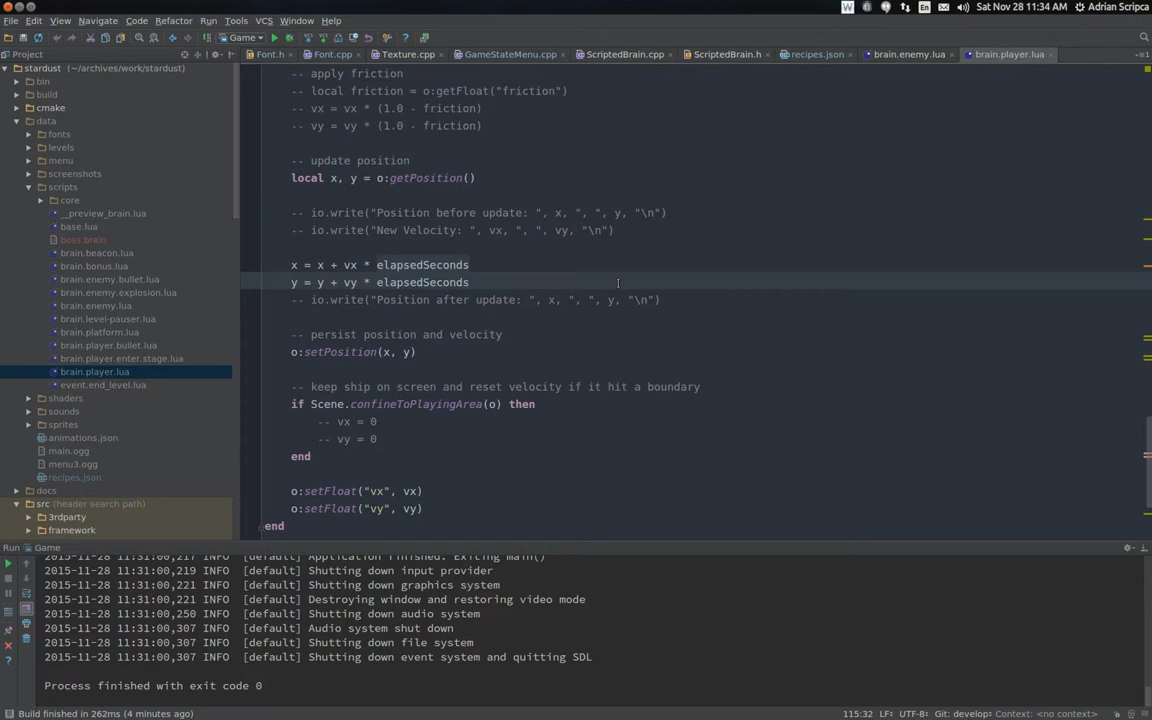 En
Sat Nov 28 11:34 AM
Adrian Scripca
File Edit View Navigate Code Refactor Run Tools VCS Window Help
Game
Project
Font.h
Font.cpp
Texture.cpp
GameStateMenu.cpp
ScriptedBrain.cpp
ScriptedBrain.h
recipes.json
brain.enemy.lua
brain.player.lua
stardust (~/archives/work/stardust)
bin
build
cmake
data
fonts
levels
menu
screenshots
scripts
core
__preview_brain.lua
base.lua
boss.brain
brain.beacon.lua
brain.bonus.lua
brain.enemy.bullet.lua
brain.enemy.explosion.lua
brain.enemy.lua
brain.level-pauser.lua
brain.platform.lua
brain.player.bullet.lua
brain.player.enter.stage.lua
brain.player.lua
event.end_level.lua
shaders
sounds
sprites
animations.json
main.ogg
menu3.ogg
recipes.json
docs
src (header search path)
3rdparty
framework
-- apply friction
-- local friction = o:getFloat("friction")
-- vx = vx * (1.0 - friction)
-- vy = vy * (1.0 - friction)
-- update position
local x, y = o:getPosition()
-- io.write("Position before update: ", x, ", ", y, "\n")
-- io.write("New Velocity: ", vx, ", ", vy, "\n")
x = x + vx * elapsedSeconds
y = y + vy * elapsedSeconds
-- io.write("Position after update: ", x, ", ", y, "\n")
-- persist position and velocity
o:setPosition(x, y)
-- keep ship on screen and reset velocity if it hit a boundary
if Scene.confineToPlayingArea(o) then
-- vx = 0
-- vy = 0
end
o:setFloat("vx", vx)
o:setFloat("vy", vy)
end
Run Game
2015-11-28 11:31:00,217 INFO [default] Application finished. Exiting main()
2015-11-28 11:31:00,219 INFO [default] Shutting down input provider
2015-11-28 11:31:00,221 INFO [default] Shutting down graphics system
2015-11-28 11:31:00,221 INFO [default] Destroying window and restoring video mode
2015-11-28 11:31:00,250 INFO [default] Shutting down audio system
2015-11-28 11:31:00,307 INFO [default] Audio system shut down
2015-11-28 11:31:00,307 INFO [default] Shutting down file system
2015-11-28 11:31:00,307 INFO [default] Shutting down event system and quitting SDL
Process finished with exit code 0
Build finished in 262ms (4 minutes ago)
115:32 LF÷ UTF-8÷ Git: develop÷ Context: <no context>